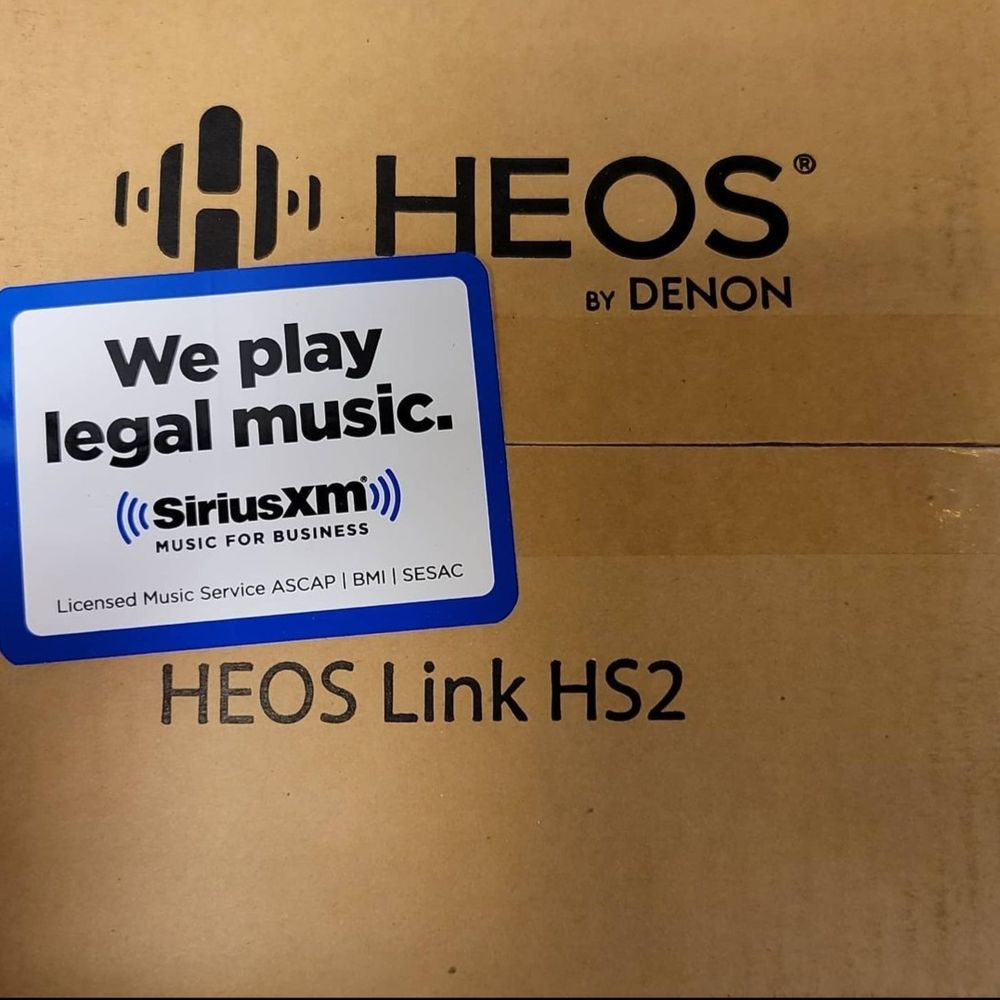 HEOS®
BY DENON
We play
legal music.
SiriusXm®
MUSIC FOR BUSINESS
Licensed Music Service ASCAP | BMI | SESAC
HEOS Link HS2